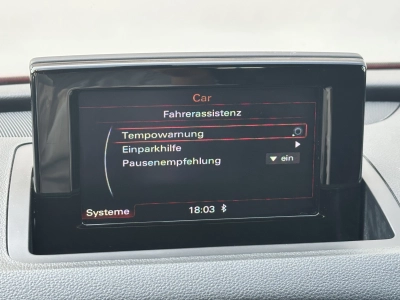 Car
Fahrerassistenz
Tempowarnung
Einparkhilfe
Pausenempfehlung ein
Systeme 18:03